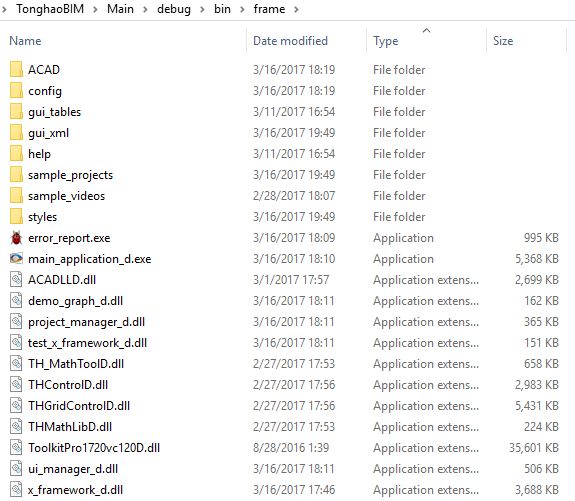 TonghaoBIM > Main > debug > bin > frame >
Name Date modified Type Size
ACAD 3/16/2017 18:19 File folder
config 3/16/2017 18:19 File folder
gui_tables 3/11/2017 16:54 File folder
gui_xml 3/16/2017 19:49 File folder
help 3/11/2017 16:54 File folder
sample_projects 3/16/2017 19:49 File folder
sample_videos 2/28/2017 18:07 File folder
styles 3/16/2017 19:49 File folder
error_report.exe 3/16/2017 18:09 Application 995 KB
main_application_d.exe 3/16/2017 18:10 Application 5,368 KB
ACADLLD.dll 3/1/2017 17:57 Application extens... 2,699 KB
demo_graph_d.dll 3/16/2017 18:11 Application extens... 162 KB
project_manager_d.dll 3/16/2017 18:11 Application extens... 365 KB
test_x_framework_d.dll 3/16/2017 18:11 Application extens... 151 KB
TH_MathToolD.dll 2/27/2017 17:53 Application extens... 658 KB
THControlD.dll 2/27/2017 17:56 Application extens... 2,983 KB
THGridControlD.dll 2/27/2017 17:56 Application extens... 5,431 KB
THMathLibD.dll 2/27/2017 17:53 Application extens... 224 KB
ToolkitPro1720vc120D.dll 8/28/2016 1:39 Application extens... 35,601 KB
ui_manager_d.dll 3/16/2017 18:11 Application extens... 506 KB
x_framework_d.dll 3/16/2017 17:46 Application extens... 3,688 KB